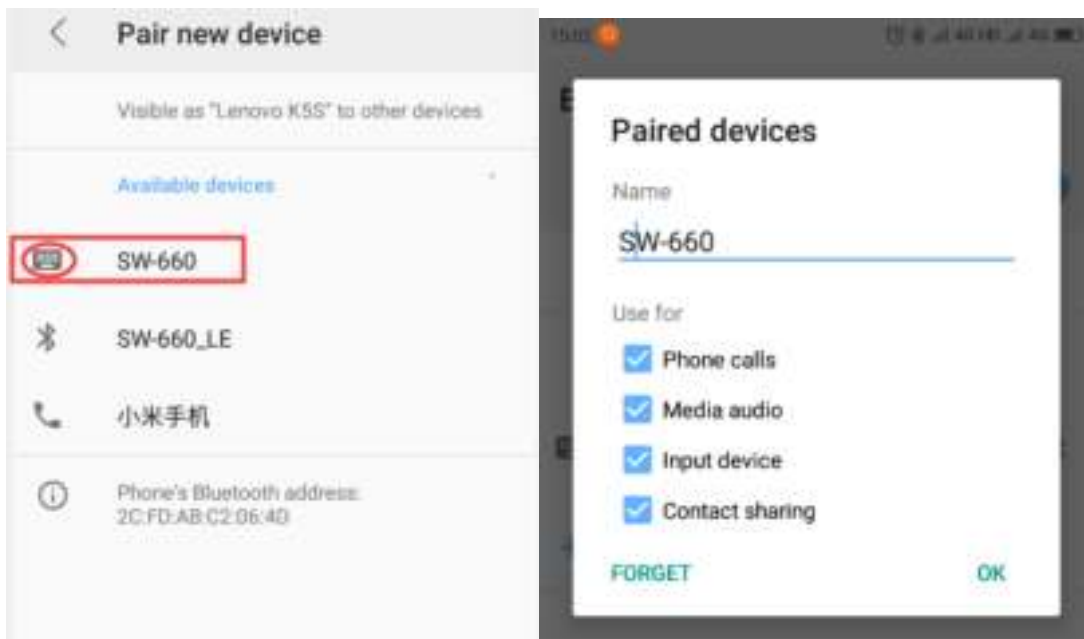 Pair new device
Visible as "Lenovo K5S" to other devices
Available devices
SW-660
SW-660_LE
小米手机
Phone's Bluetooth address:
2C:FD:AB:C2:06:4D
Paired devices
Name
SW-660
Use for
Phone calls
Media audio
Input device
Contact sharing
FORGET
OK